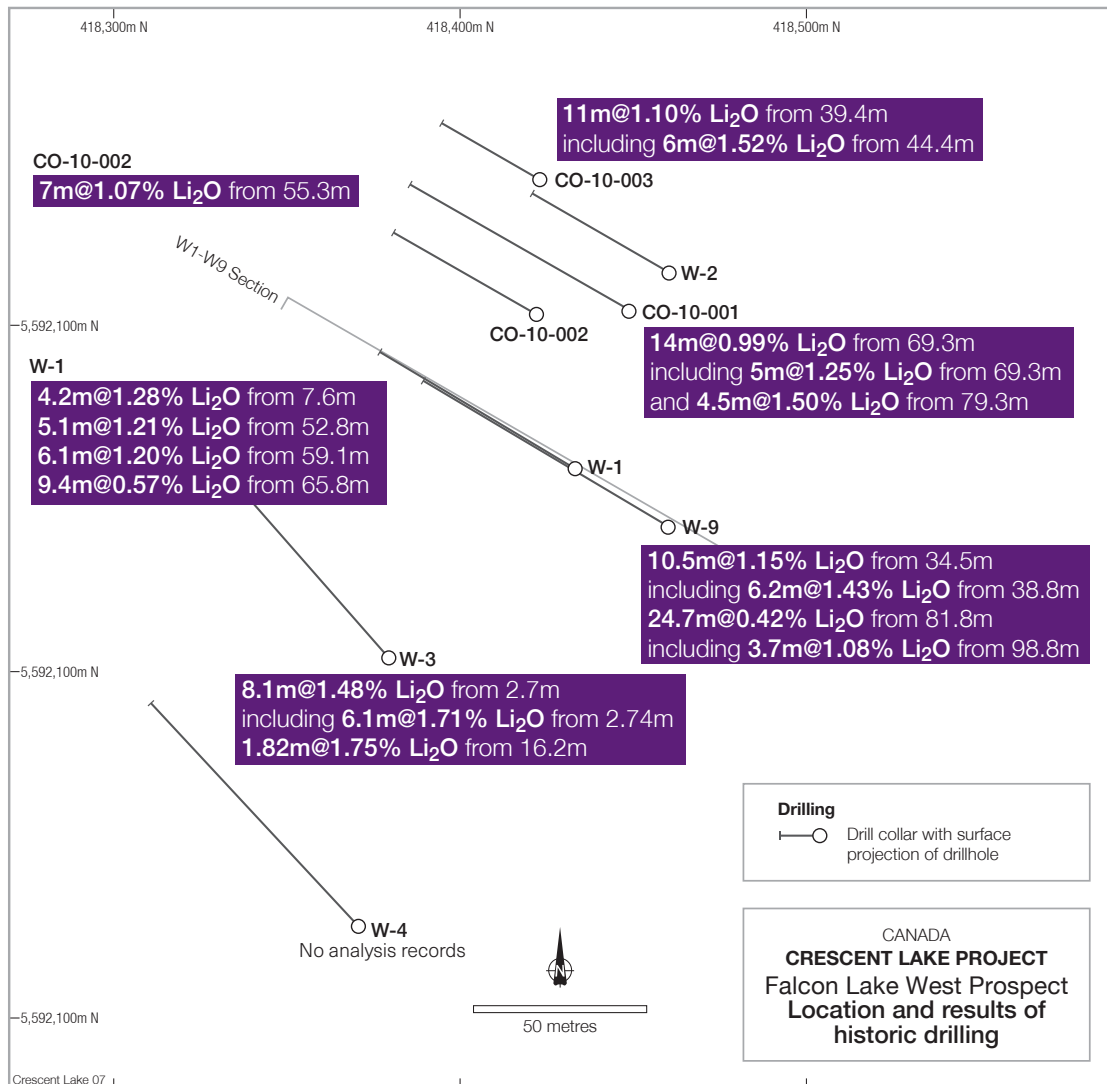 418,300m N
418,400m N
418,500m N
11m@1.10% Li₂O from 39.4m
including 6m@1.52% Li₂O from 44.4m
CO-10-002
7m@1.07% Li₂O from 55.3m
CO-10-003
W1-W9 Section
W-2
CO-10-001
5,592,100m N
CO-10-002
14m@0.99% Li₂O from 69.3m
including 5m@1.25% Li₂O from 69.3m
and 4.5m@1.50% Li₂O from 79.3m
W-1
4.2m@1.28% Li₂O from 7.6m
5.1m@1.21% Li₂O from 52.8m
6.1m@1.20% Li₂O from 59.1m
9.4m@0.57% Li₂O from 65.8m
W-1
W-9
10.5m@1.15% Li₂O from 34.5m
including 6.2m@1.43% Li₂O from 38.8m
24.7m@0.42% Li₂O from 81.8m
including 3.7m@1.08% Li₂O from 98.8m
W-3
5,592,100m N
8.1m@1.48% Li₂O from 2.7m
including 6.1m@1.71% Li₂O from 2.74m
1.82m@1.75% Li₂O from 16.2m
Drilling
Drill collar with surface
projection of drillhole
W-4
No analysis records
N
50 metres
5,592,100m N
CANADA
CRESCENT LAKE PROJECT
Falcon Lake West Prospect
Location and results of
historic drilling
Crescent Lake 07